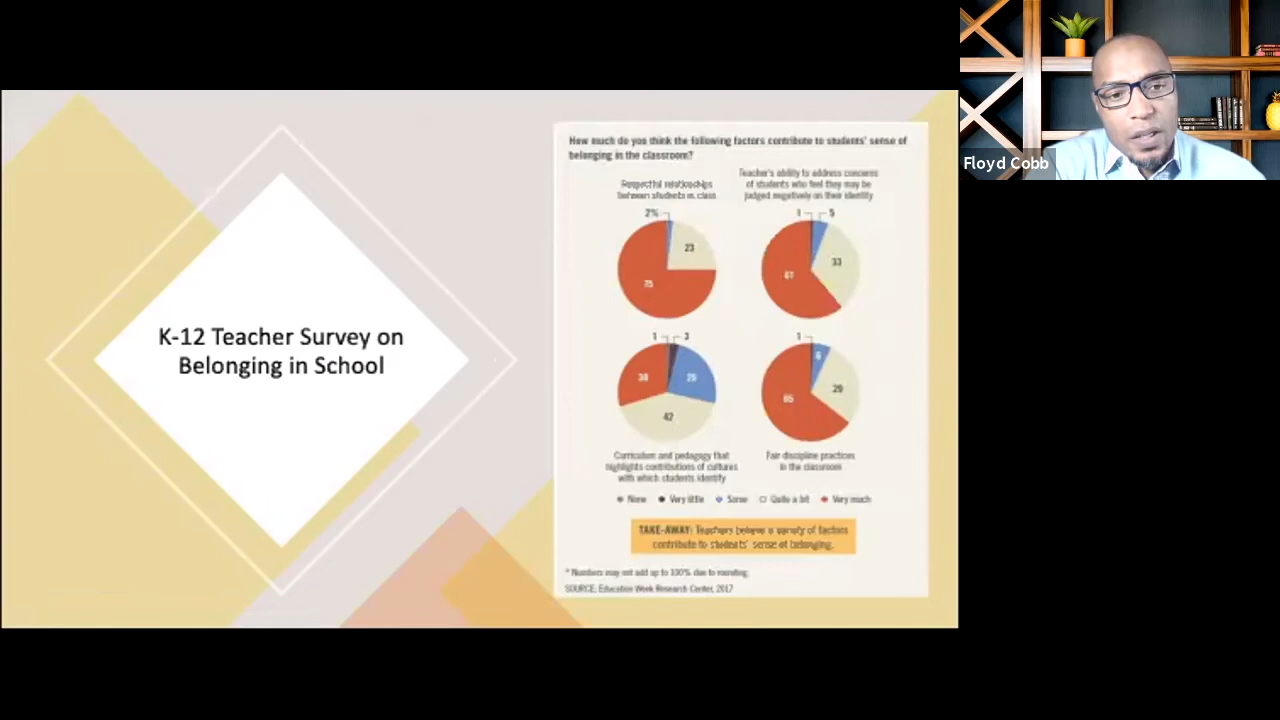 Floyd Cobb
K-12 Teacher Survey on
Belonging in School
How much do you think the following factors contribute to students' sense of
belonging in the classroom?
Respectful relationships
between students in class
Teacher's ability to address concerns
of students who feel they may be
judged negatively on their identity
2%
23
75
1
5
33
61
1
3
25
42
30
1
6
29
65
Curriculum and pedagogy that
highlights contributions of cultures
with which students identify
Fair discipline practices
in the classroom
None Very little Some Quite a bit Very much
TAKE-AWAY: Teachers believe a variety of factors
contribute to students' sense of belonging.
* Numbers may not add up to 100% due to rounding.
SOURCE: Education Week Research Center, 2017